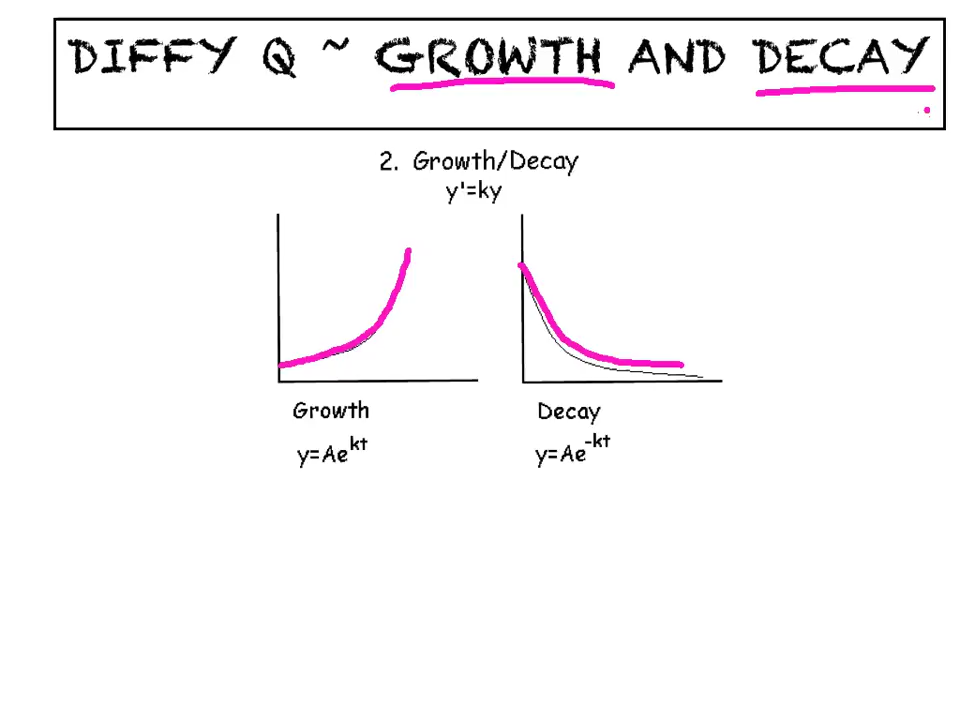 DIFFY Q ~ GROWTH AND DECAY
2. Growth/Decay
y'=ky
Growth
Decay
y=Ae^kt
y=Ae^-kt